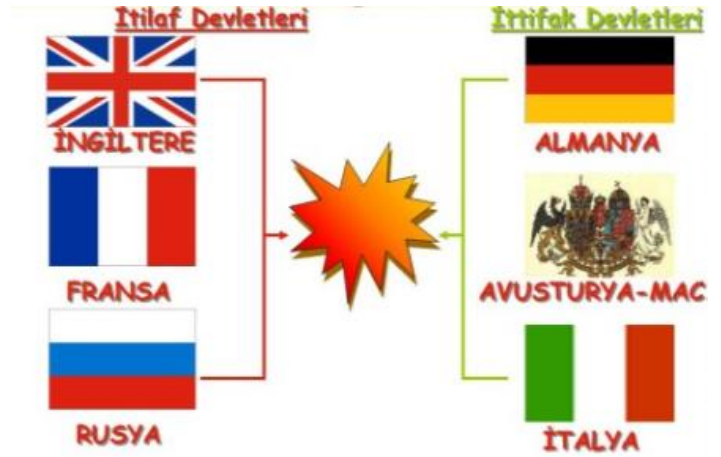 İtilaf Devletleri
İNGİLTERE
FRANSA
RUSYA
İttifak Devletleri
ALMANYA
AVUSTURYA-MAC
İTALYA